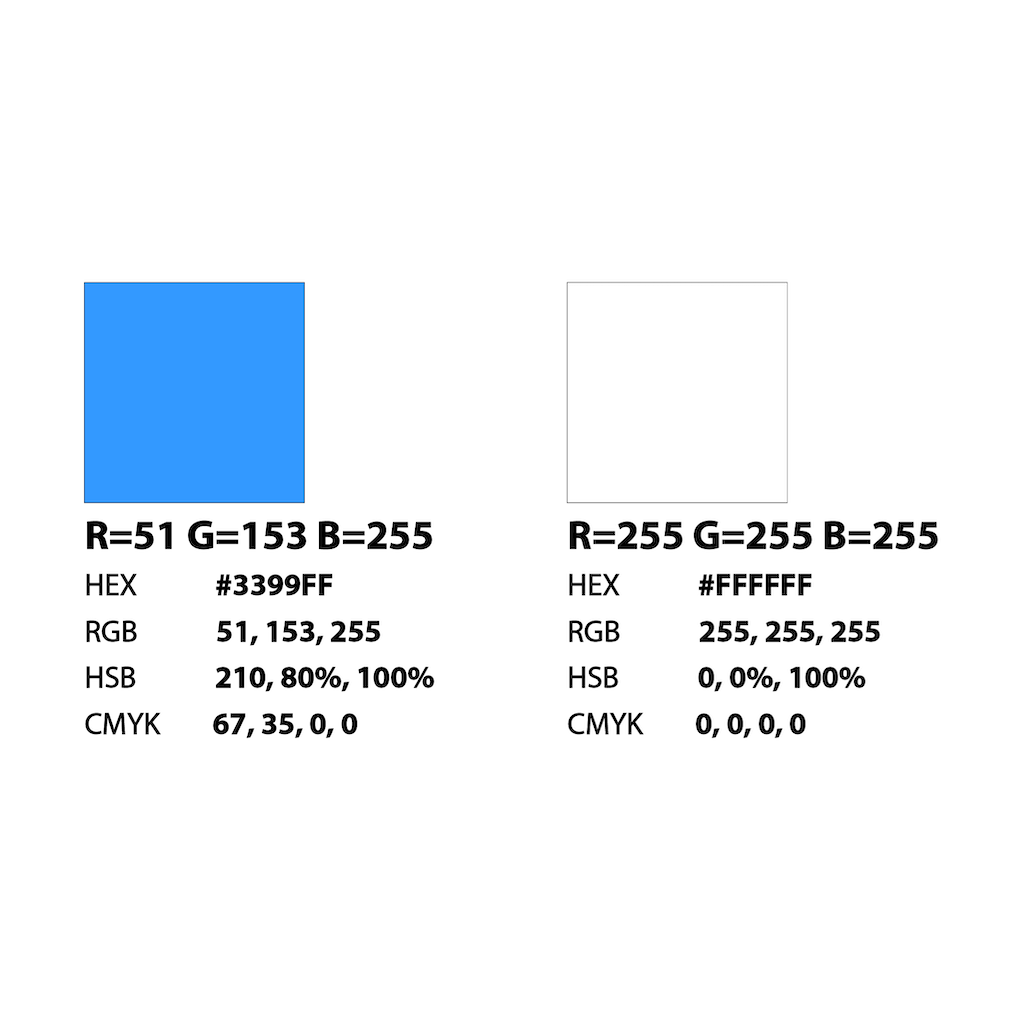 R=51 G=153 B=255
HEX #3399FF
RGB 51, 153, 255
HSB 210, 80%, 100%
CMYK 67, 35, 0, 0
R=255 G=255 B=255
HEX #FFFFFF
RGB 255, 255, 255
HSB 0, 0%, 100%
CMYK 0, 0, 0, 0